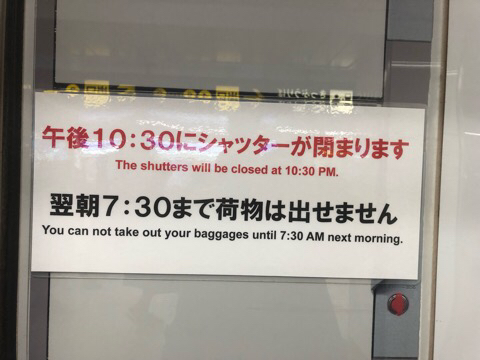 午後10:30にシャッターが閉まります
The shutters will be closed at 10:30 PM.
翌朝7:30まで荷物は出せません
You can not take out your baggages until 7:30 AM next morning.